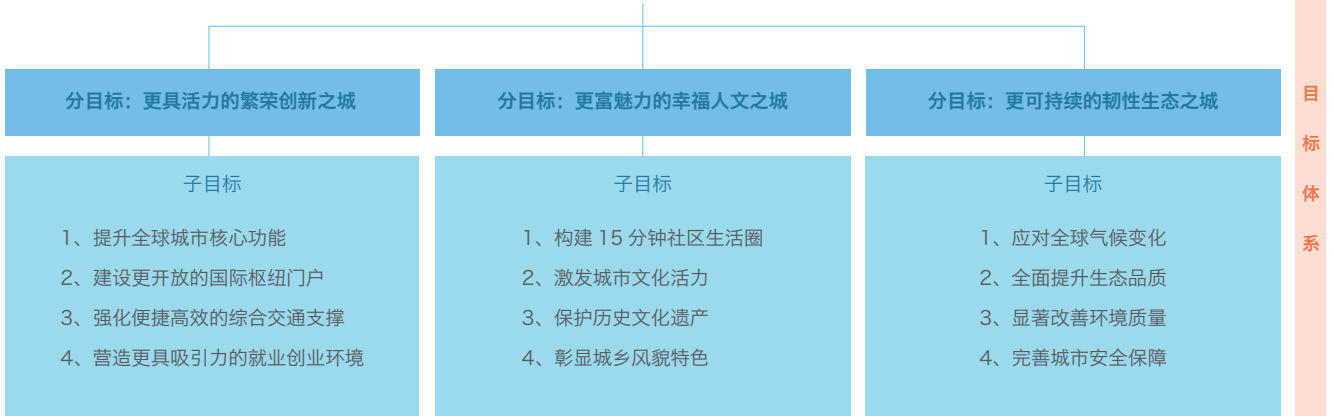 分目标：更具活力的繁荣创新之城
子目标
1、提升全球城市核心功能
2、建设更开放的国际枢纽门户
3、强化便捷高效的综合交通支撑
4、营造更具吸引力的就业创业环境
分目标：更富魅力的幸福人文之城
子目标
1、构建 15 分钟社区生活圈
2、激发城市文化活力
3、保护历史文化遗产
4、彰显城乡风貌特色
分目标：更可持续的韧性生态之城
子目标
1、应对全球气候变化
2、全面提升生态品质
3、显著改善环境质量
4、完善城市安全保障
目标体系